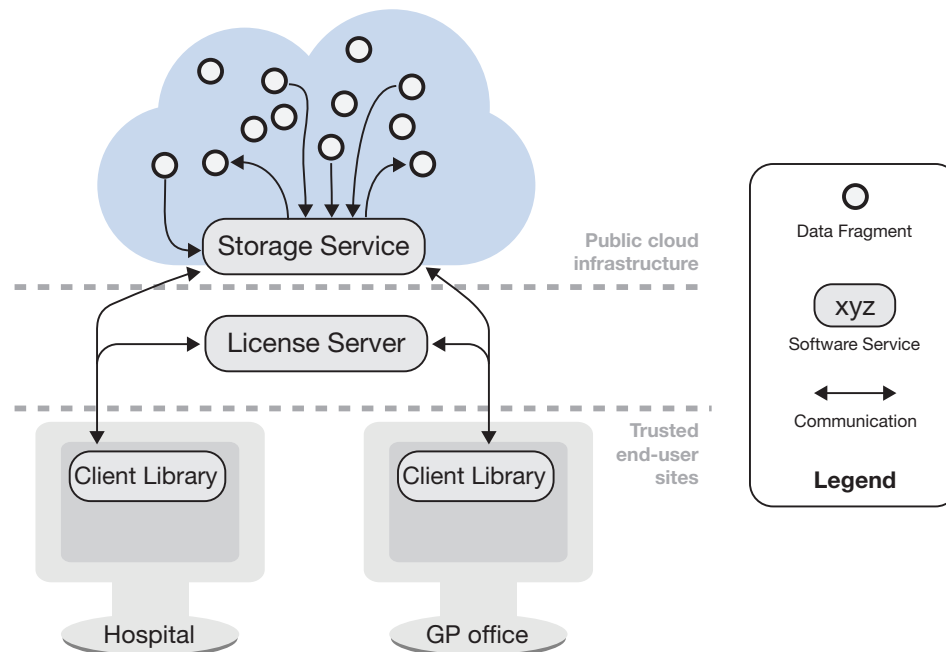 Storage Service
Public cloud
infrastructure
License Server
Trusted
end-user
sites
Client Library
Client Library
Hospital
GP office
Data Fragment
xyz
Software Service
Communication
Legend